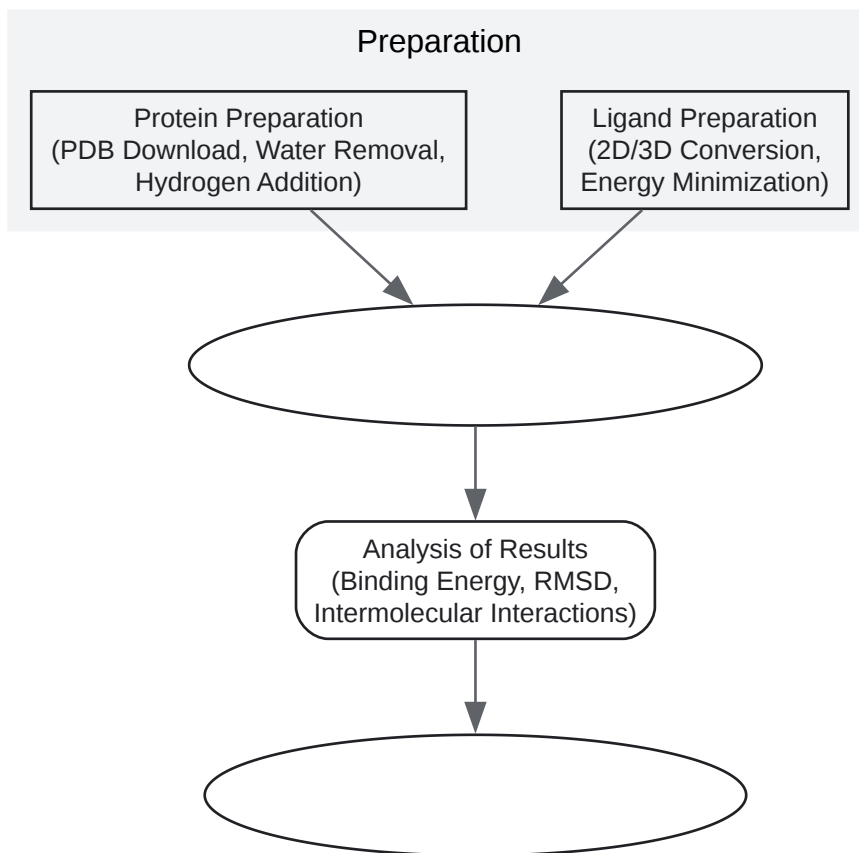 Preparation
Protein Preparation
(PDB Download, Water Removal,
Hydrogen Addition)
Ligand Preparation
(2D/3D Conversion,
Energy Minimization)
Analysis of Results
(Binding Energy, RMSD,
Intermolecular Interactions)